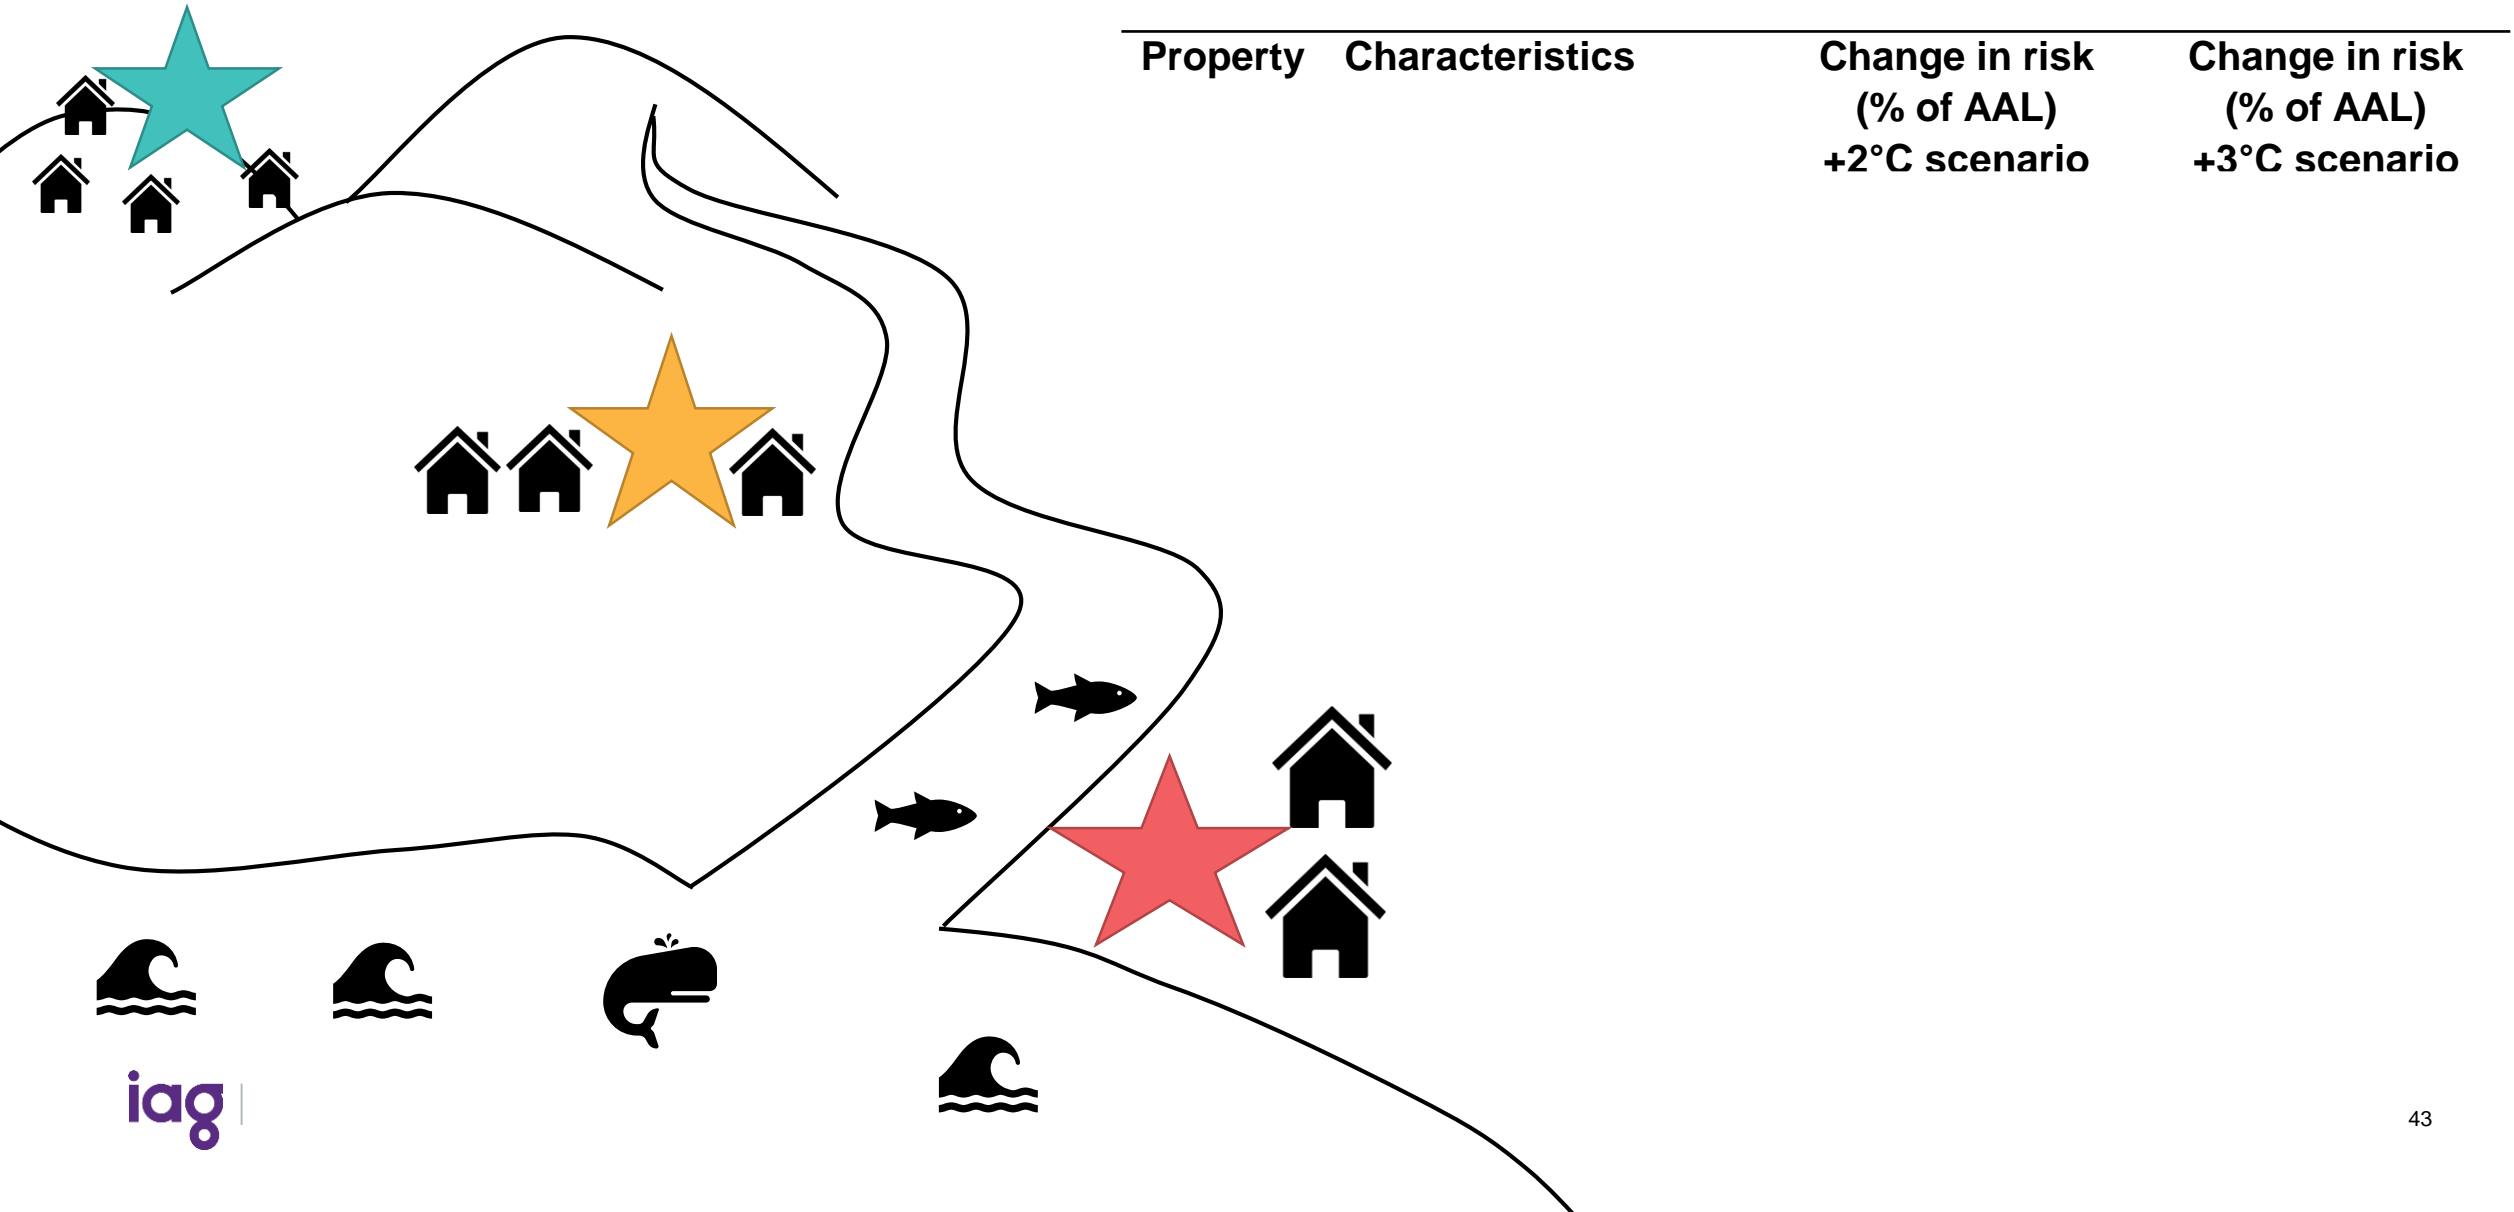 Property Characteristics Change in risk Change in risk
(% of AAL) (% of AAL)
+2°C scenario +3°C scenario
iag
43